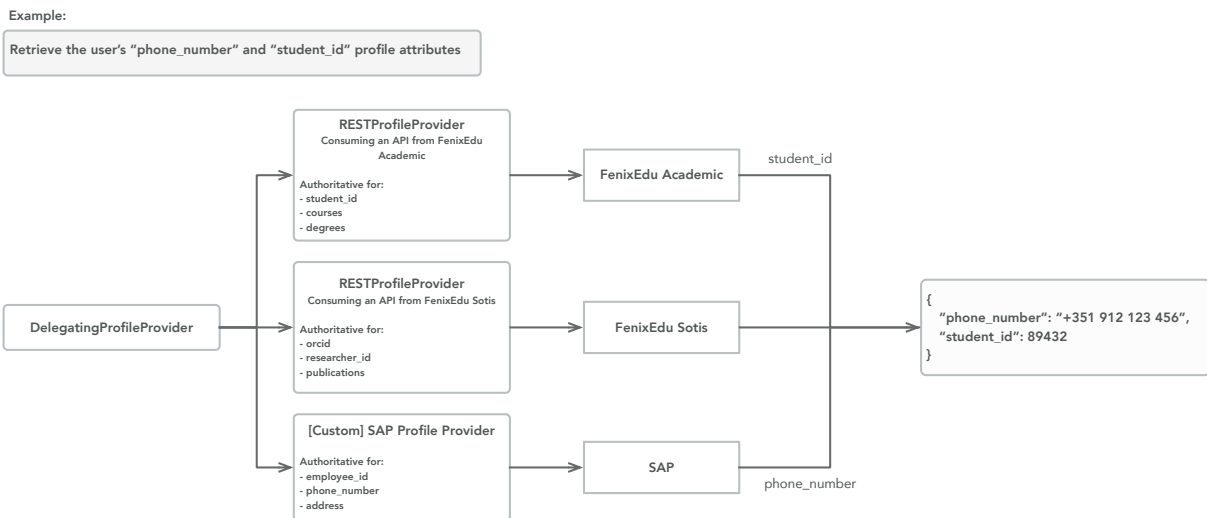 Example:
Retrieve the user’s “phone_number” and “student_id” profile attributes
RESTProfileProvider
Consuming an API from FenixEdu
Academic
Authoritative for:
- student_id
- courses
- degrees
FenixEdu Academic
student_id
DelegatingProfileProvider
RESTProfileProvider
Consuming an API from FenixEdu Sotis
Authoritative for:
- orcid
- researcher_id
- publications
FenixEdu Sotis
{
“phone_number”: “+351 912 123 456”,
“student_id”: 89432
}
[Custom] SAP Profile Provider
Authoritative for:
- employee_id
- phone_number
- address
SAP
phone_number